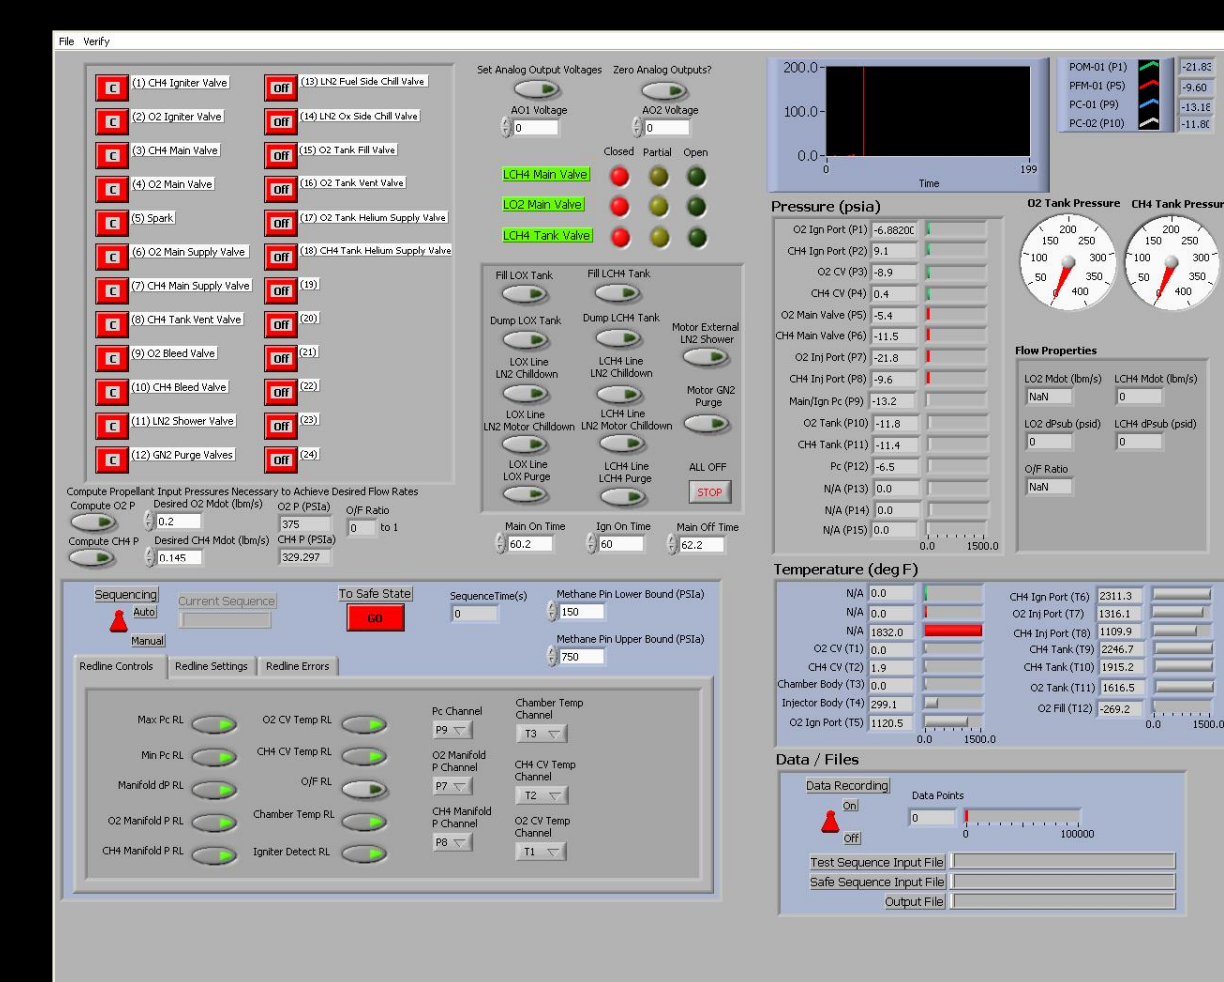 File Verify
C (1) CH4 Igniter Valve
C (2) O2 Igniter Valve
C (3) CH4 Main Valve
C (4) O2 Main Valve
C (5) Spark
C (6) O2 Main Supply Valve
C (7) CH4 Main Supply Valve
C (8) CH4 Tank Vent Valve
C (9) O2 Bleed Valve
C (10) CH4 Bleed Valve
C (11) LN2 Shower Valve
C (12) GN2 Purge Valves
Off (13) LN2 Fuel Side Chill Valve
Off (14) LN2 Ox Side Chill Valve
Off (15) O2 Tank Fill Valve
Off (16) O2 Tank Vent Valve
Off (17) O2 Tank Helium Supply Valve
Off (18) CH4 Tank Helium Supply Valve
Off (19)
Off (20)
Off (21)
Off (22)
Off (23)
Off (24)
Compute Propellant Input Pressures Necessary to Achieve Desired Flow Rates
Compute O2 P
Desired O2 Mdot (lbm/s)
0.2
O2 P (PSIa)
375
O/F Ratio
0 to 1
Compute CH4 P
Desired CH4 Mdot (lbm/s)
0.145
CH4 P (PSIa)
329.297
Set Analog Output Voltages
Zero Analog Outputs?
AO1 Voltage
0
AO2 Voltage
0
Closed Partial Open
LCH4 Main Valve
LO2 Main Valve
LCH4 Tank Valve
Fill LOX Tank
Fill LCH4 Tank
Dump LOX Tank
Dump LCH4 Tank
Motor External
LN2 Shower
LOX Line
LN2 Chilldown
LCH4 Line
LN2 Chilldown
Motor GN2
Purge
LOX Line
LN2 Motor Chilldown
LCH4 Line
LN2 Motor Chilldown
LOX Line
LOX Purge
LCH4 Line
LCH4 Purge
ALL OFF
STOP
Main On Time
60.2
Ign On Time
60
Main Off Time
62.2
200.0
100.0
0.0
0
199
Time
POM-01 (P1)
PFM-01 (P5) -9.60
PC-01 (P9)
PC-02 (P10)
Pressure (psia)
O2 Ign Port (P1)
CH4 Ign Port (P2) 9.1
O2 CV (P3) -8.9
CH4 CV (P4) 0.4
O2 Main Valve (P5) -5.4
CH4 Main Valve (P6) -11.5
O2 Inj Port (P7) -21.8
CH4 Inj Port (P8) -9.6
Main/Ign Pc (P9) -13.2
O2 Tank (P10) -11.8
CH4 Tank (P11) -11.4
Pc (P12) -6.5
N/A (P13) 0.0
N/A (P14) 0.0
N/A (P15) 0.0
0.0 1500.0
O2 Tank Pressure
0 50 100 150 200 250 300 400
CH4 Tank Pressur
0 50 100 150 200 250 300 400
Flow Properties
LO2 Mdot (lbm/s)
NaN
LCH4 Mdot (lbm/s)
0
LO2 dPsub (psid)
0
LCH4 dPsub (psid)
0
O/F Ratio
NaN
Sequencing
Auto
Manual
Current Sequence
To Safe State
GO
SequenceTime(s)
0
Methane Pin Lower Bound (PSIa)
150
Methane Pin Upper Bound (PSIa)
750
Redline Controls
Redline Settings
Redline Errors
Max Pc RL
Min Pc RL
Manifold dP RL
O2 Manifold P RL
CH4 Manifold P RL
O2 CV Temp RL
CH4 CV Temp RL
O/F RL
Chamber Temp RL
Igniter Detect RL
Pc Channel
P9
O2 Manifold
P Channel
P7
CH4 Manifold
P Channel
P8
Chamber Temp
Channel
T3
CH4 CV Temp
Channel
T2
O2 CV Temp
Channel
T1
Temperature (deg F)
N/A 0.0
N/A 0.0
N/A 1832.0
O2 CV (T1) 0.0
CH4 CV (T2) 1.9
Chamber Body (T3) 0.0
Injector Body (T4) 299.1
O2 Ign Port (T5) 1120.5
0.0 1500.0
CH4 Ign Port (T6) 2311.3
O2 Inj Port (T7) 1316.1
CH4 Inj Port (T8) 1109.9
CH4 Tank (T9) 2246.7
CH4 Tank (T10) 1915.2
O2 Tank (T11) 1616.5
O2 Fill (T12) -269.2
0.0 1500.0
Data / Files
Data Recording
On
Off
Data Points
0
0 100000
Test Sequence Input File
Safe Sequence Input File
Output File